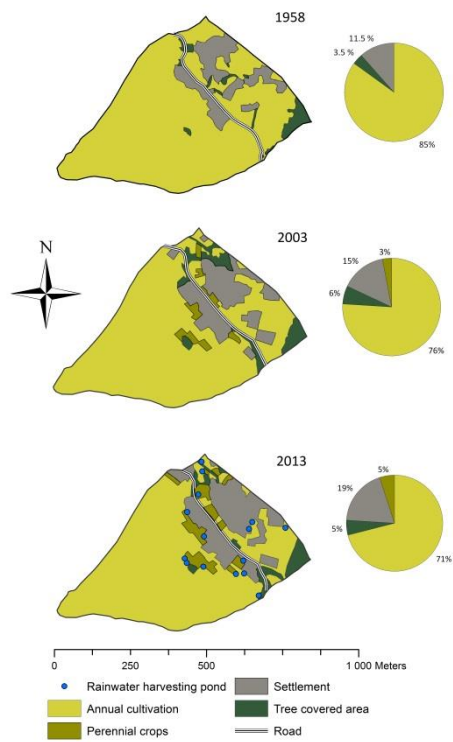 1958
11.5 %
3.5 %
85%
2003
N
15%
3%
6%
76%
2013
5%
19%
5%
71%
0 250 500 1 000 Meters
Rainwater harvesting pond
Settlement
Annual cultivation
Tree covered area
Perennial crops
Road